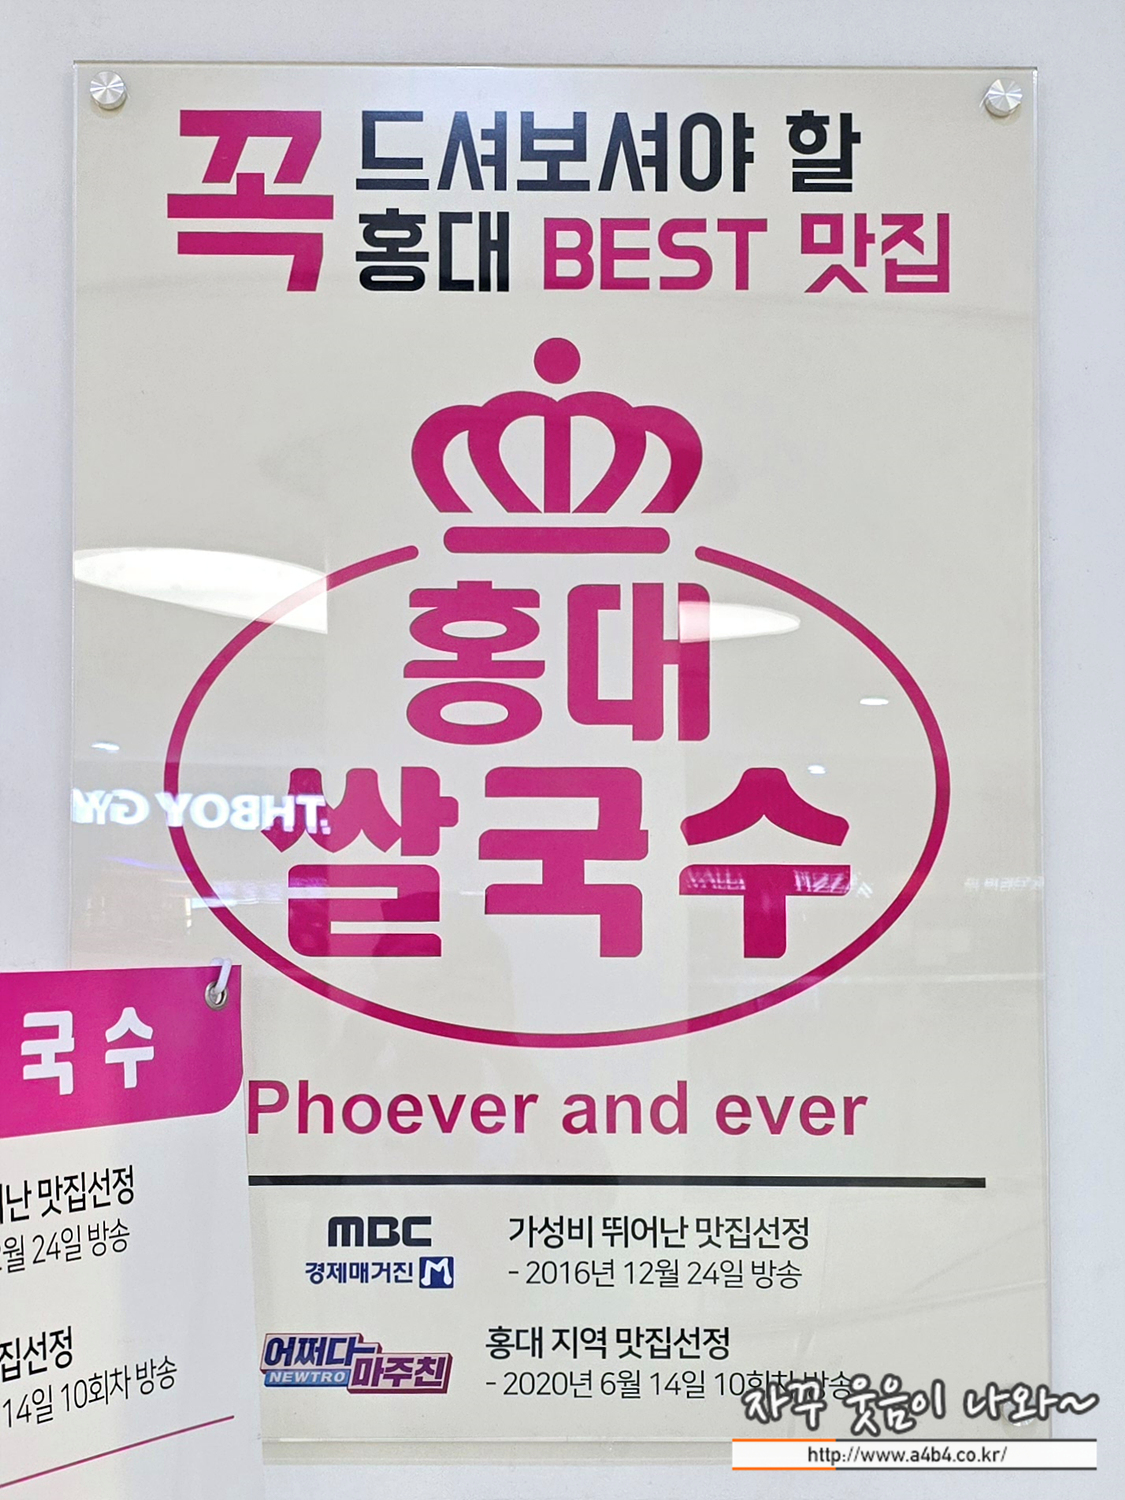 꼭 드셔보셔야 할
홍대 BEST 맛집
홍대
쌀국수
THBOY GY
국수
Phoever and ever
난 맛집선정
월 24일 방송
집선정
14일 10회차 방송
MBC
경제매거진 M
가성비 뛰어난 맛집선정
- 2016년 12월 24일 방송
어쩌다
NEWTRO
마주친
홍대 지역 맛집선정
- 2020년 6월 14일 10회차 방송
자꾸 웃음이 나와~
http://www.a4b4.co.kr/